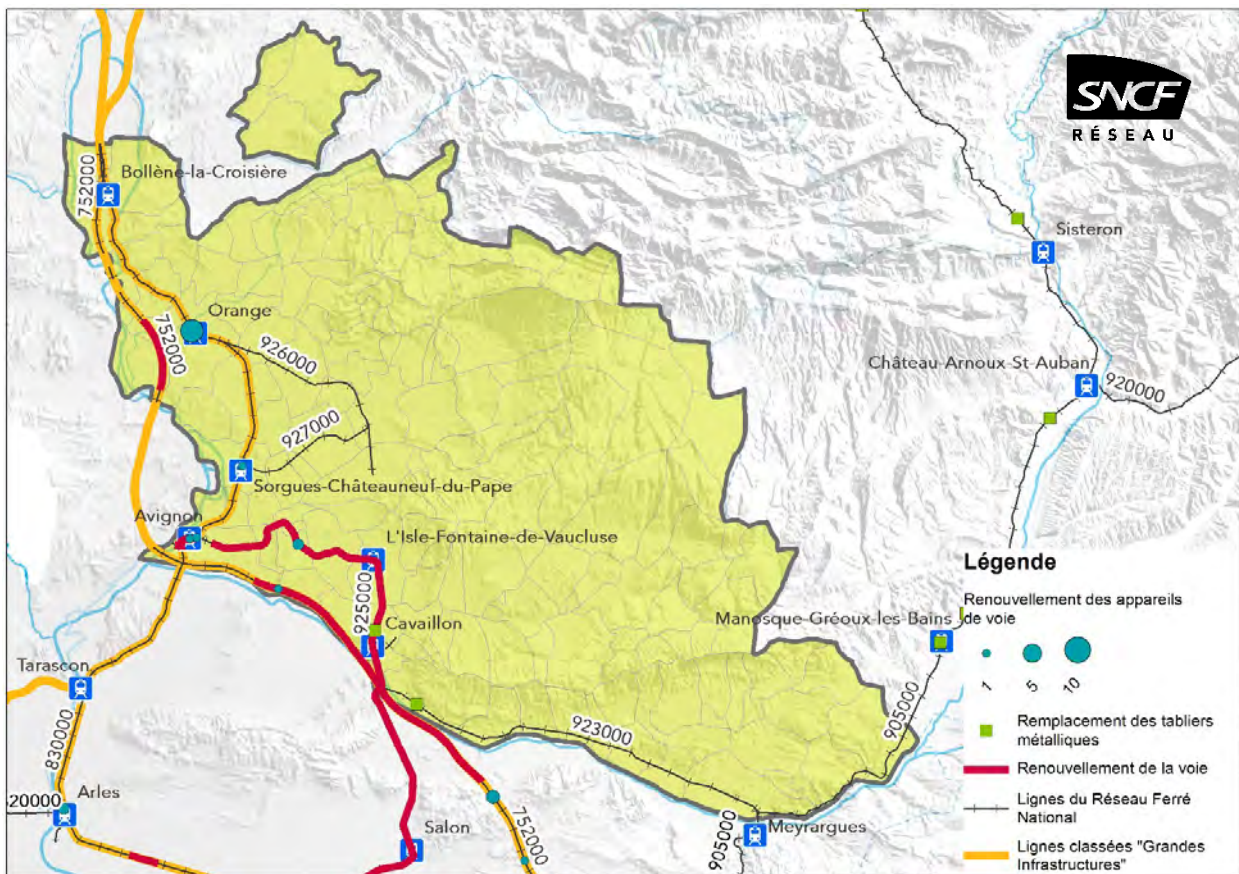 SNCF
RÉSEAU
752000
Bollène-la-Croisière
Sisteron
Orange
752000
926000
Château-Arnoux-St-Auban
920000
927000
Sorgues-Châteauneuf-du-Pape
Avignon
L'Isle-Fontaine-de-Vaucluse
925000
Cavaillon
Manosque-Gréoux-les-Bains
Tarascon
830000
923000
905000
Arles
820000
Salon
752000
905000
Meyrargues
Légende
Renouvellement des appareils
de voie
1 5 10
Remplacement des tabliers
métalliques
Renouvellement de la voie
Lignes du Réseau Ferré
National
Lignes classées "Grandes
Infrastructures"